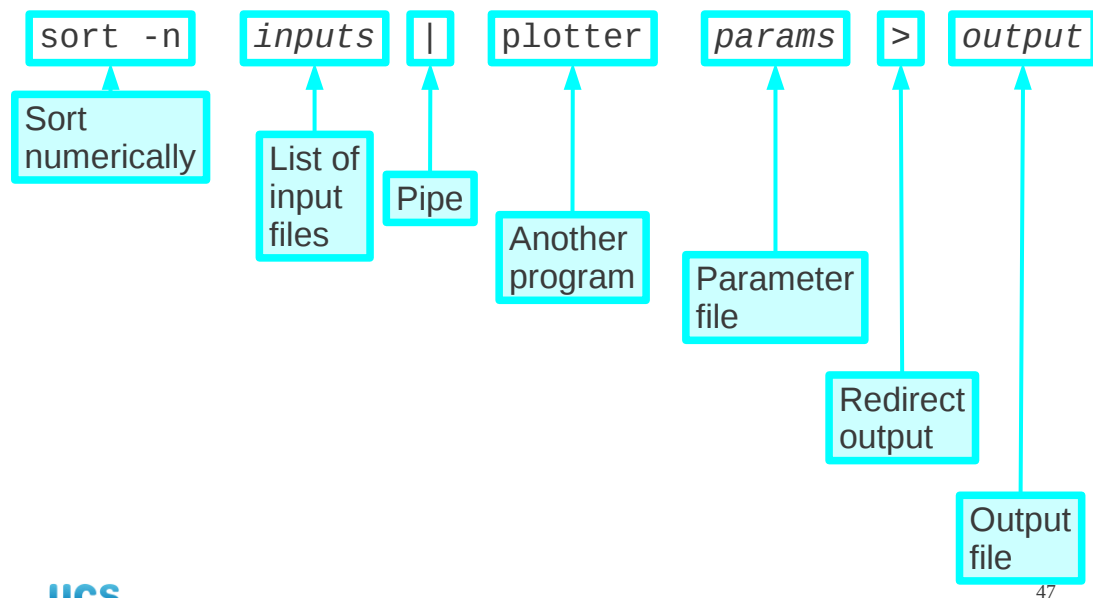 sort -n inputs | plotter params > output
Sort
numerically
List of
input
files
Pipe
Another
program
Parameter
file
Redirect
output
Output
file
ucs
47